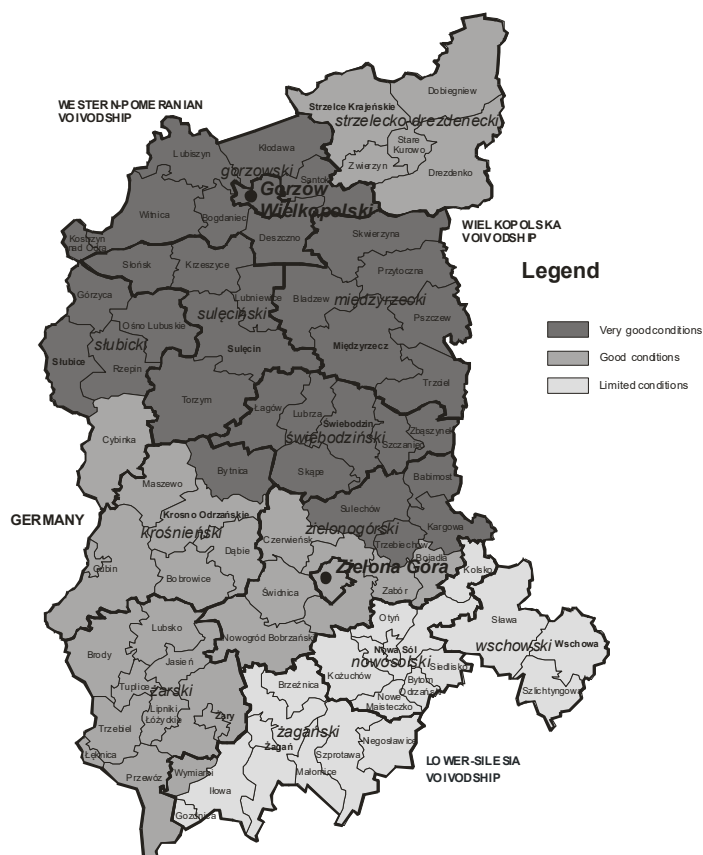 Dobiegniew
WESTERN-POMERANIAN
VOIVODSHIP
Strzelce Krajeńskie
strzelecko-drezdenecki
Kłodawa
Lubiszyn
Stare
Kurowo
Zwierzyn
gorzowski
Santok
Drezdenko
Gorzów
Wielkopolski
Witnica
Bogdaniec
WIELKOPOLSKA
VOIVODSHIP
Kostrzyn
nad Odrą
Deszczno
Skwierzyna
Słońsk
Krzeszyce
Przytoczna
Legend
Górzyca
Lubniewice
Bladzew
międzyrzecki
sulęciński
Pszczew
Ośno Lubuskie
słubicki
Very goodconditions
Słubice
Sulęcin
Międzyrzecz
Good conditions
Rzepin
Trzciel
Limited conditions
Torzym
Łagów
Lubrza
Świebodzin
Zbąszynek
Cybinka
świebodziński
Szczaniec
Bytnica
Skąpe
Babimost
Maszewo
Sulechów
GERMANY
Krosno Odrzańskie
zielonogórski
Kargowa
krośnieński
Czerwieńsk
Trzebiechów
Dąbie
Bojadła
Gubin
Zielona Góra
Kolsko
Bobrowice
Świdnica
Zabór
Otyń
Sława
Lubsko
Nowogród Bobrzański
Nowa Sól
wschowski
Wschowa
Brody
Jasień
nowosolski
Siedlisko
Kożuchów
Bytom
Odrzański
Tuplice
żarski
Brzeźnica
Nowe
Maisteczko
Szlichtyngowa
Lipniki
Łóżyckie
Żary
Trzebiel
żagański
Żagań
Negosławice
Łęknica
Szprotawa
LOWER-SILESIA
VOIVODSHIP
Przewóz
Wymiarki
Małomice
Iłowa
Gozdnica